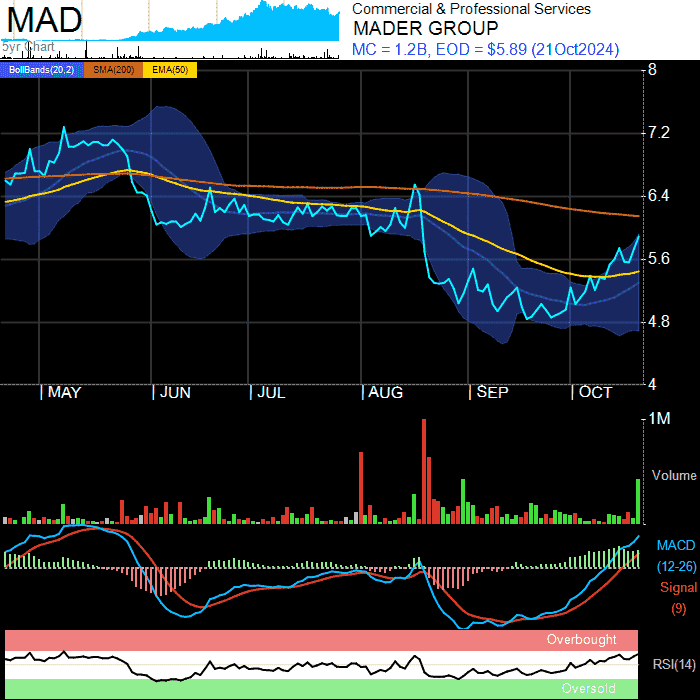 MAD
5yr Chart
Commercial & Professional Services
MADER GROUP
MC = 1.2B, EOD = $5.89 (21Oct2024)
BollBands(20,2) SMA(200) EMA(50)
8
7.2
6.4
5.6
4.8
4
MAY JUN JUL AUG SEP OCT
1M
Volume
MACD
(12-26)
Signal
(9)
Overbought
RSI(14)
Oversold